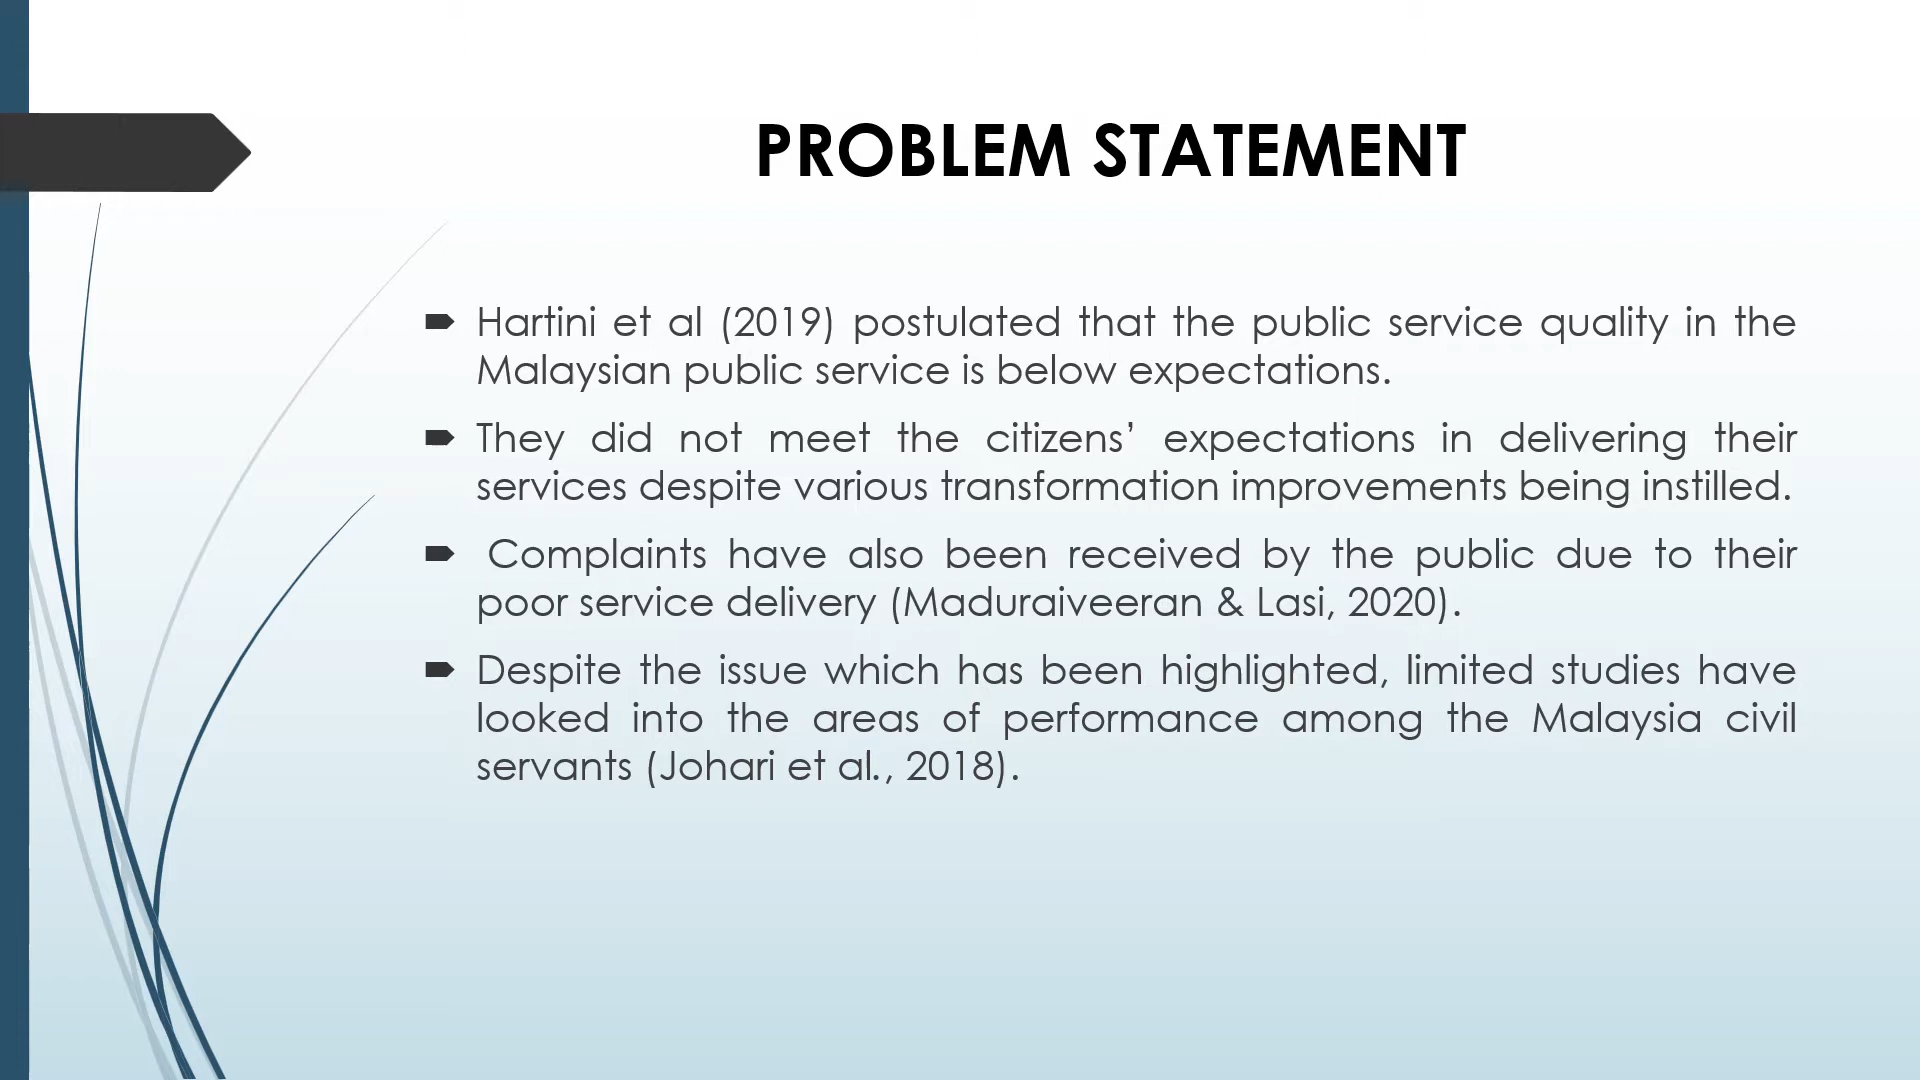 PROBLEM STATEMENT
Hartini et al (2019) postulated that the public service quality in the
Malaysian public service is below expectations.
They did not meet the citizens’ expectations in delivering their
services despite various transformation improvements being instilled.
Complaints have also been received by the public due to their
poor service delivery (Maduraiveeran & Lasi, 2020).
Despite the issue which has been highlighted, limited studies have
looked into the areas of performance among the Malaysia civil
servants (Johari et al., 2018).